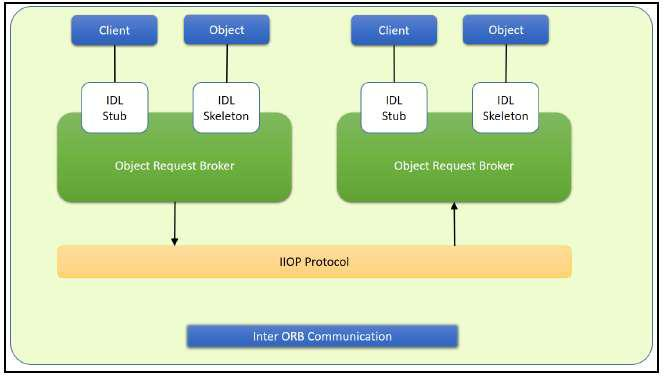 Client
Object
Client
Object
IDL
Stub
IDL
Skeleton
IDL
Stub
IDL
Skeleton
Object Request Broker
Object Request Broker
IIOP Protocol
Inter ORB Communication